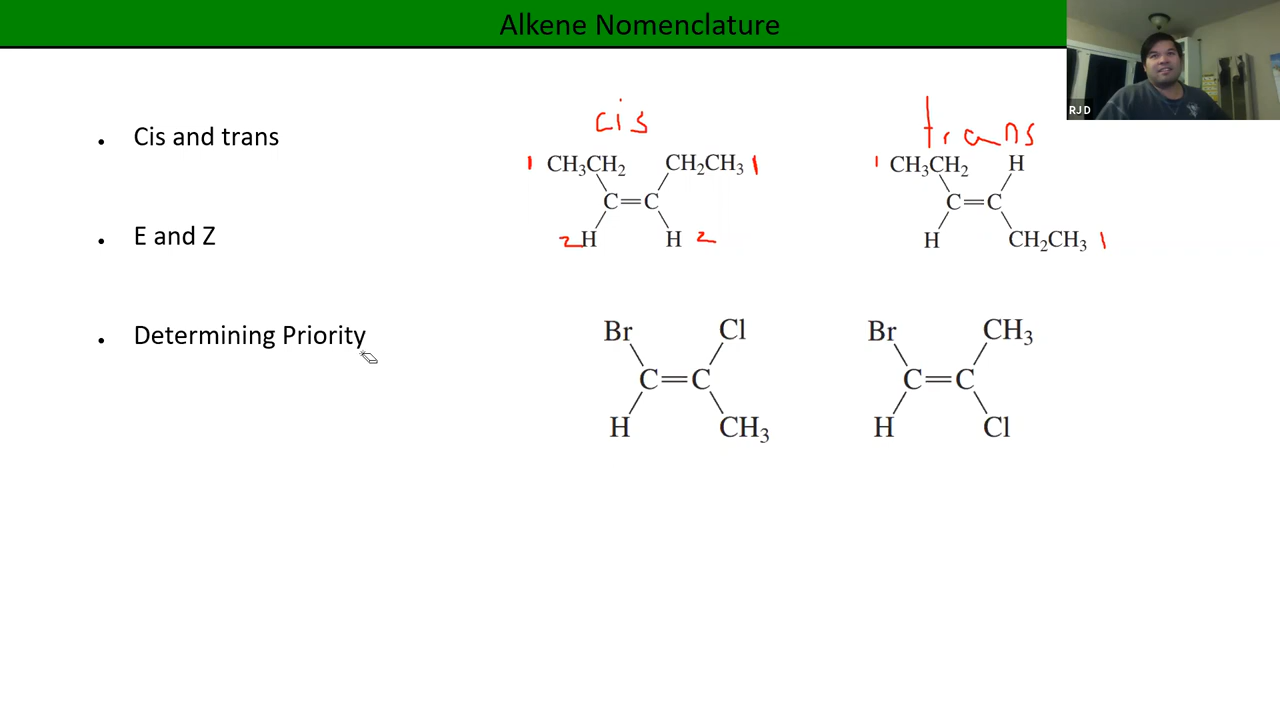 Alkene Nomenclature
RJD
• Cis and trans
cis
trans
1 CH₃CH₂ CH₂CH₃ 1
1 CH₃CH₂ H
C=C
C=C
2 H H 2
H CH₂CH₃ 1
• E and Z
• Determining Priority
Br Cl
Br CH₃
C=C
C=C
H CH₃
H Cl